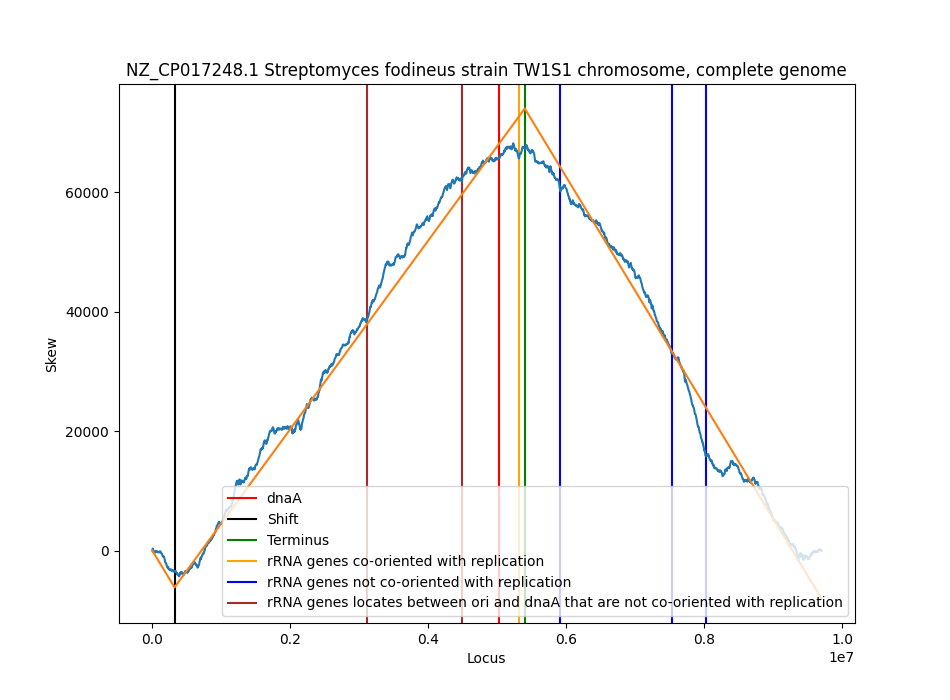 NZ_CP017248.1 Streptomyces fodineus strain TW1S1 chromosome, complete genome
Skew
60000
40000
20000
0
dnaA
Shift
Terminus
rRNA genes co-oriented with replication
rRNA genes not co-oriented with replication
rRNA genes locates between ori and dnaA that are not co-oriented with replication
0.0 0.2 0.4 0.6 0.8 1.0
1e7
Locus